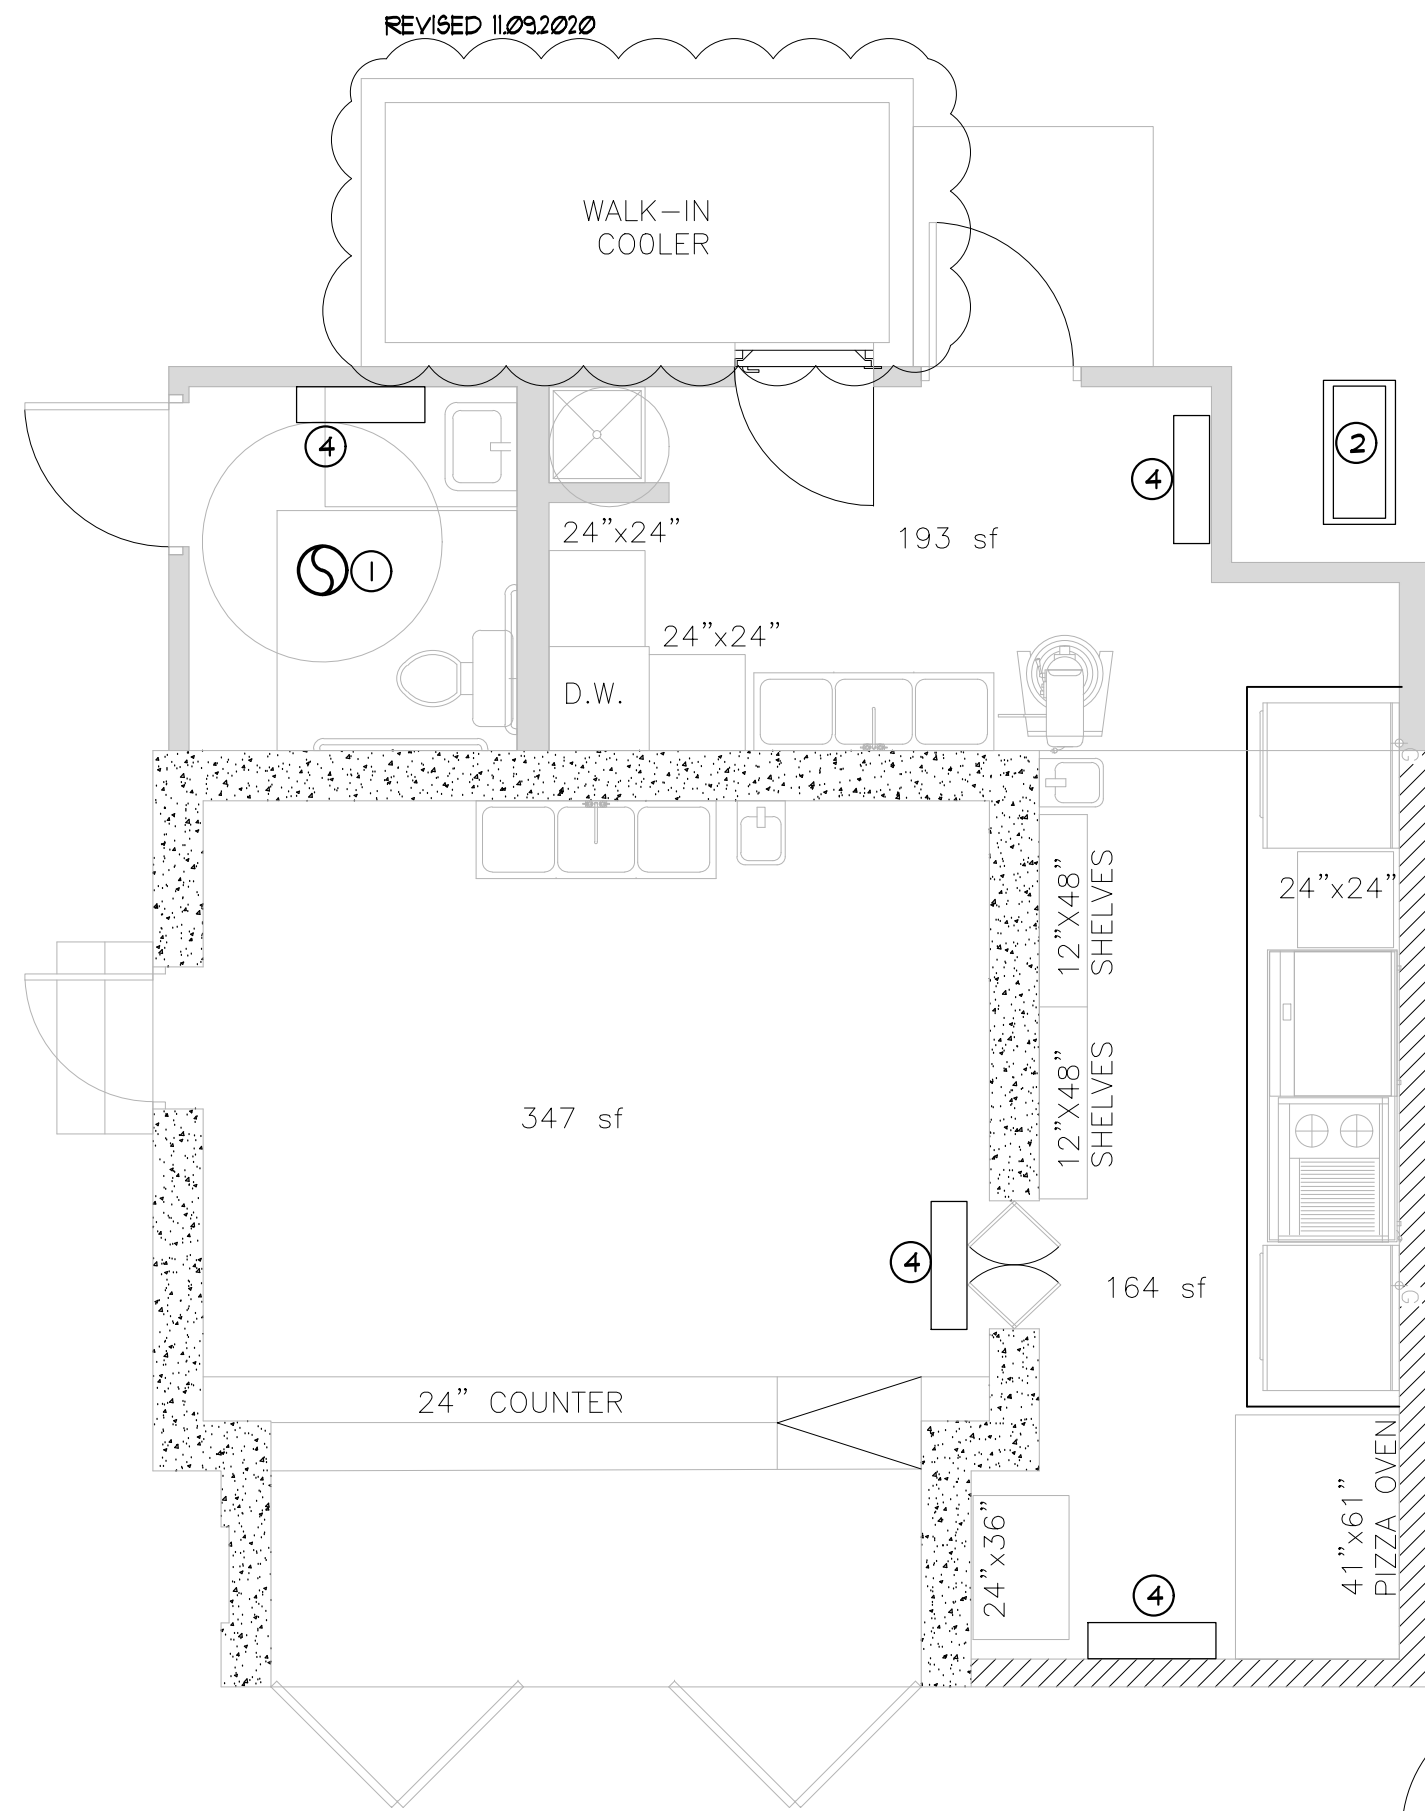 REVISED 11.09.2020
WALK-IN
COOLER
4
2
4
24"x24"
193 sf
1
24"x24"
D.W.
G
24"x24"
12"X48"
SHELVES
12"X48"
SHELVES
347 sf
4
164 sf
G
24" COUNTER
41"x61"
PIZZA OVEN
24"x36"
4